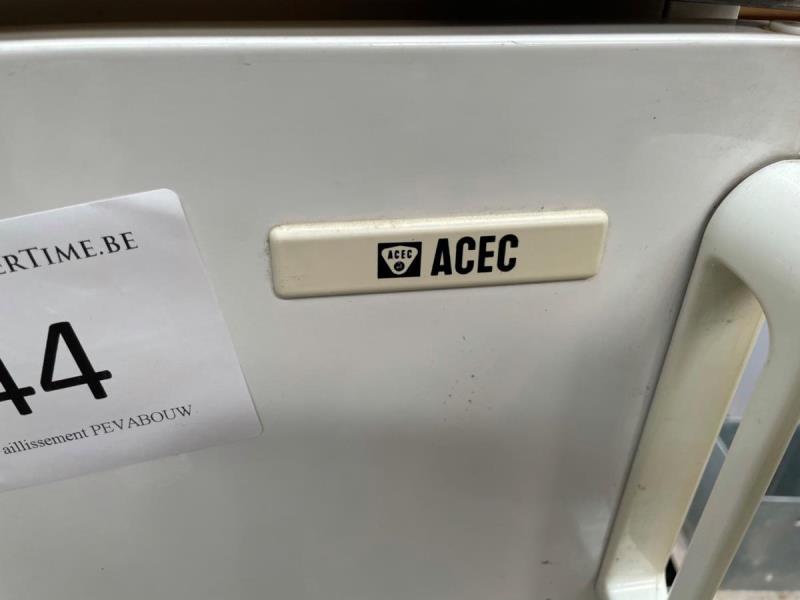 ERTIME.BE
44
aillissement PEVABOUW
ACEC ACEC